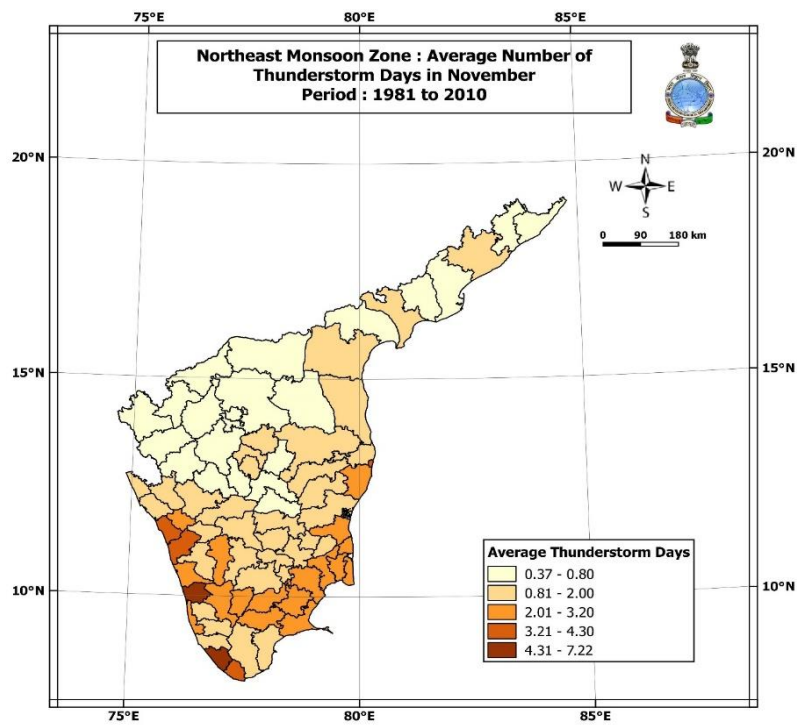 75°E 80°E 85°E
Northeast Monsoon Zone : Average Number of
Thunderstorm Days in November
Period : 1981 to 2010
20°N 20°N
N
W E
S
0 90 180 km
15°N 15°N
Average Thunderstorm Days
0.37 - 0.80
0.81 - 2.00
2.01 - 3.20
3.21 - 4.30
4.31 - 7.22
10°N 10°N
75°E 80°E 85°E